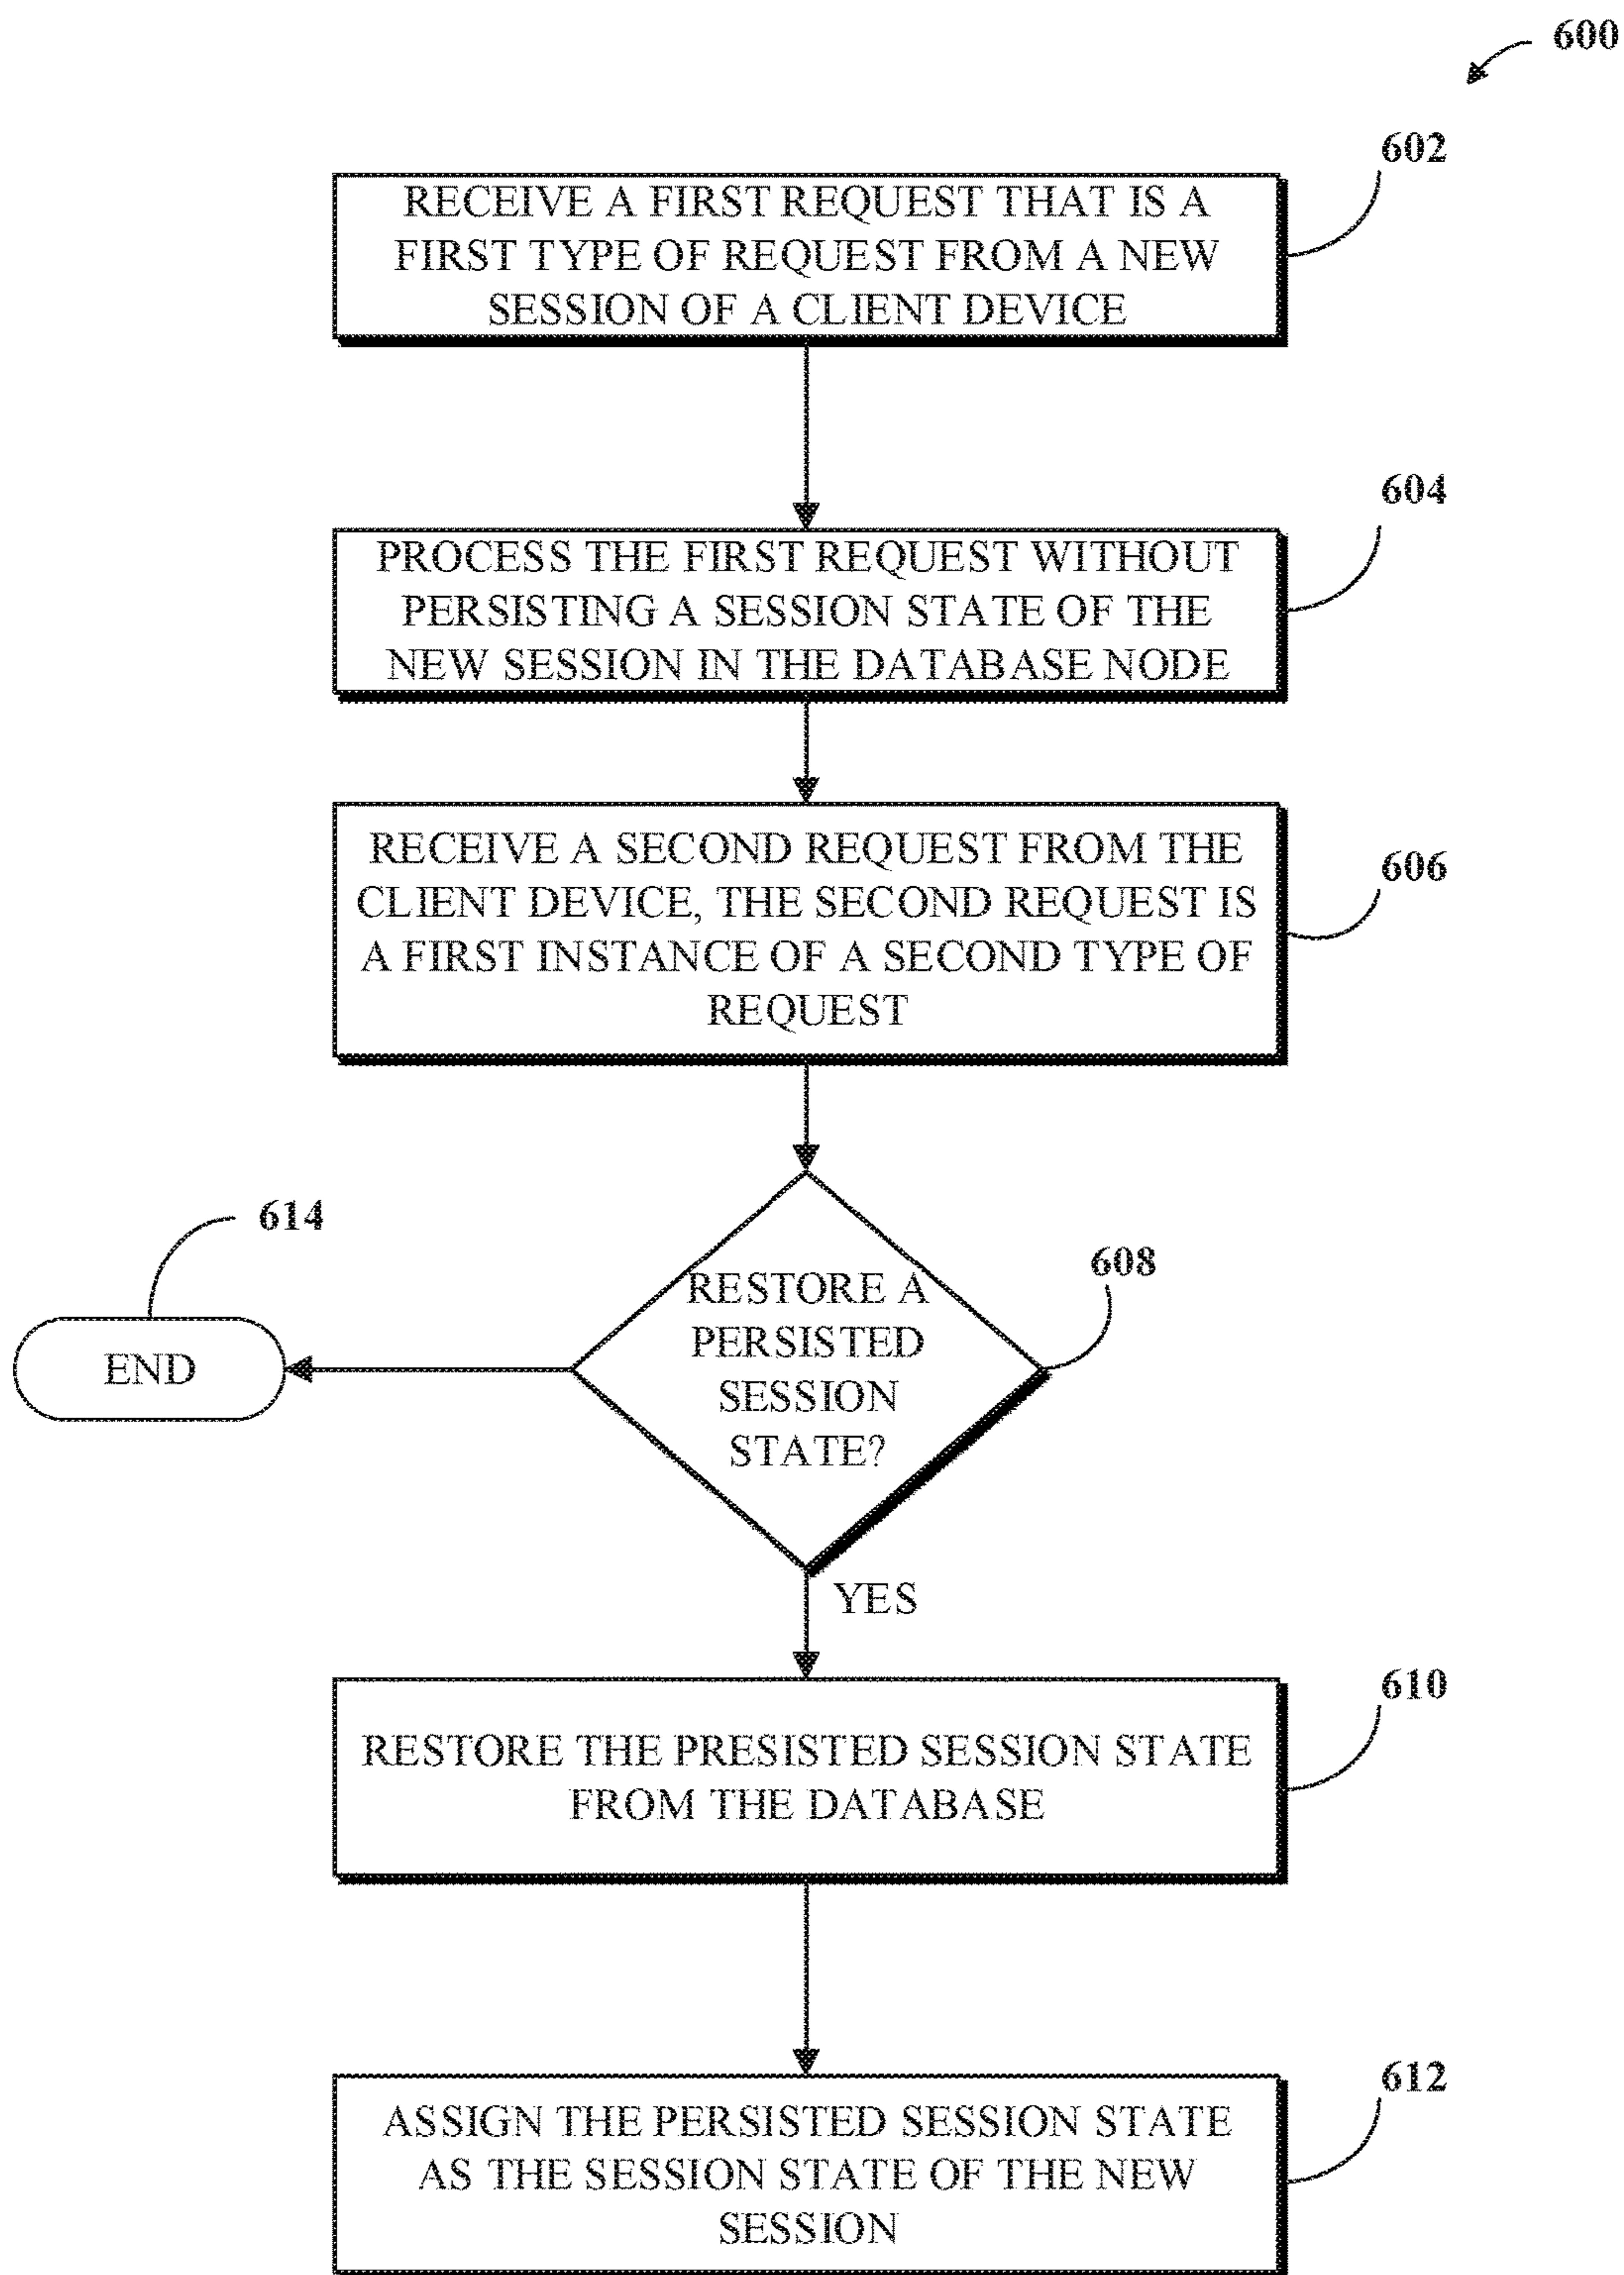 600
602
RECEIVE A FIRST REQUEST THAT IS A
FIRST TYPE OF REQUEST FROM A NEW
SESSION OF A CLIENT DEVICE
604
PROCESS THE FIRST REQUEST WITHOUT
PERSISTING A SESSION STATE OF THE
NEW SESSION IN THE DATABASE NODE
606
RECEIVE A SECOND REQUEST FROM THE
CLIENT DEVICE, THE SECOND REQUEST IS
A FIRST INSTANCE OF A SECOND TYPE OF
REQUEST
614
END
608
RESTORE A
PERSISTED
SESSION
STATE?
YES
610
RESTORE THE PRESISTED SESSION STATE
FROM THE DATABASE
612
ASSIGN THE PERSISTED SESSION STATE
AS THE SESSION STATE OF THE NEW
SESSION